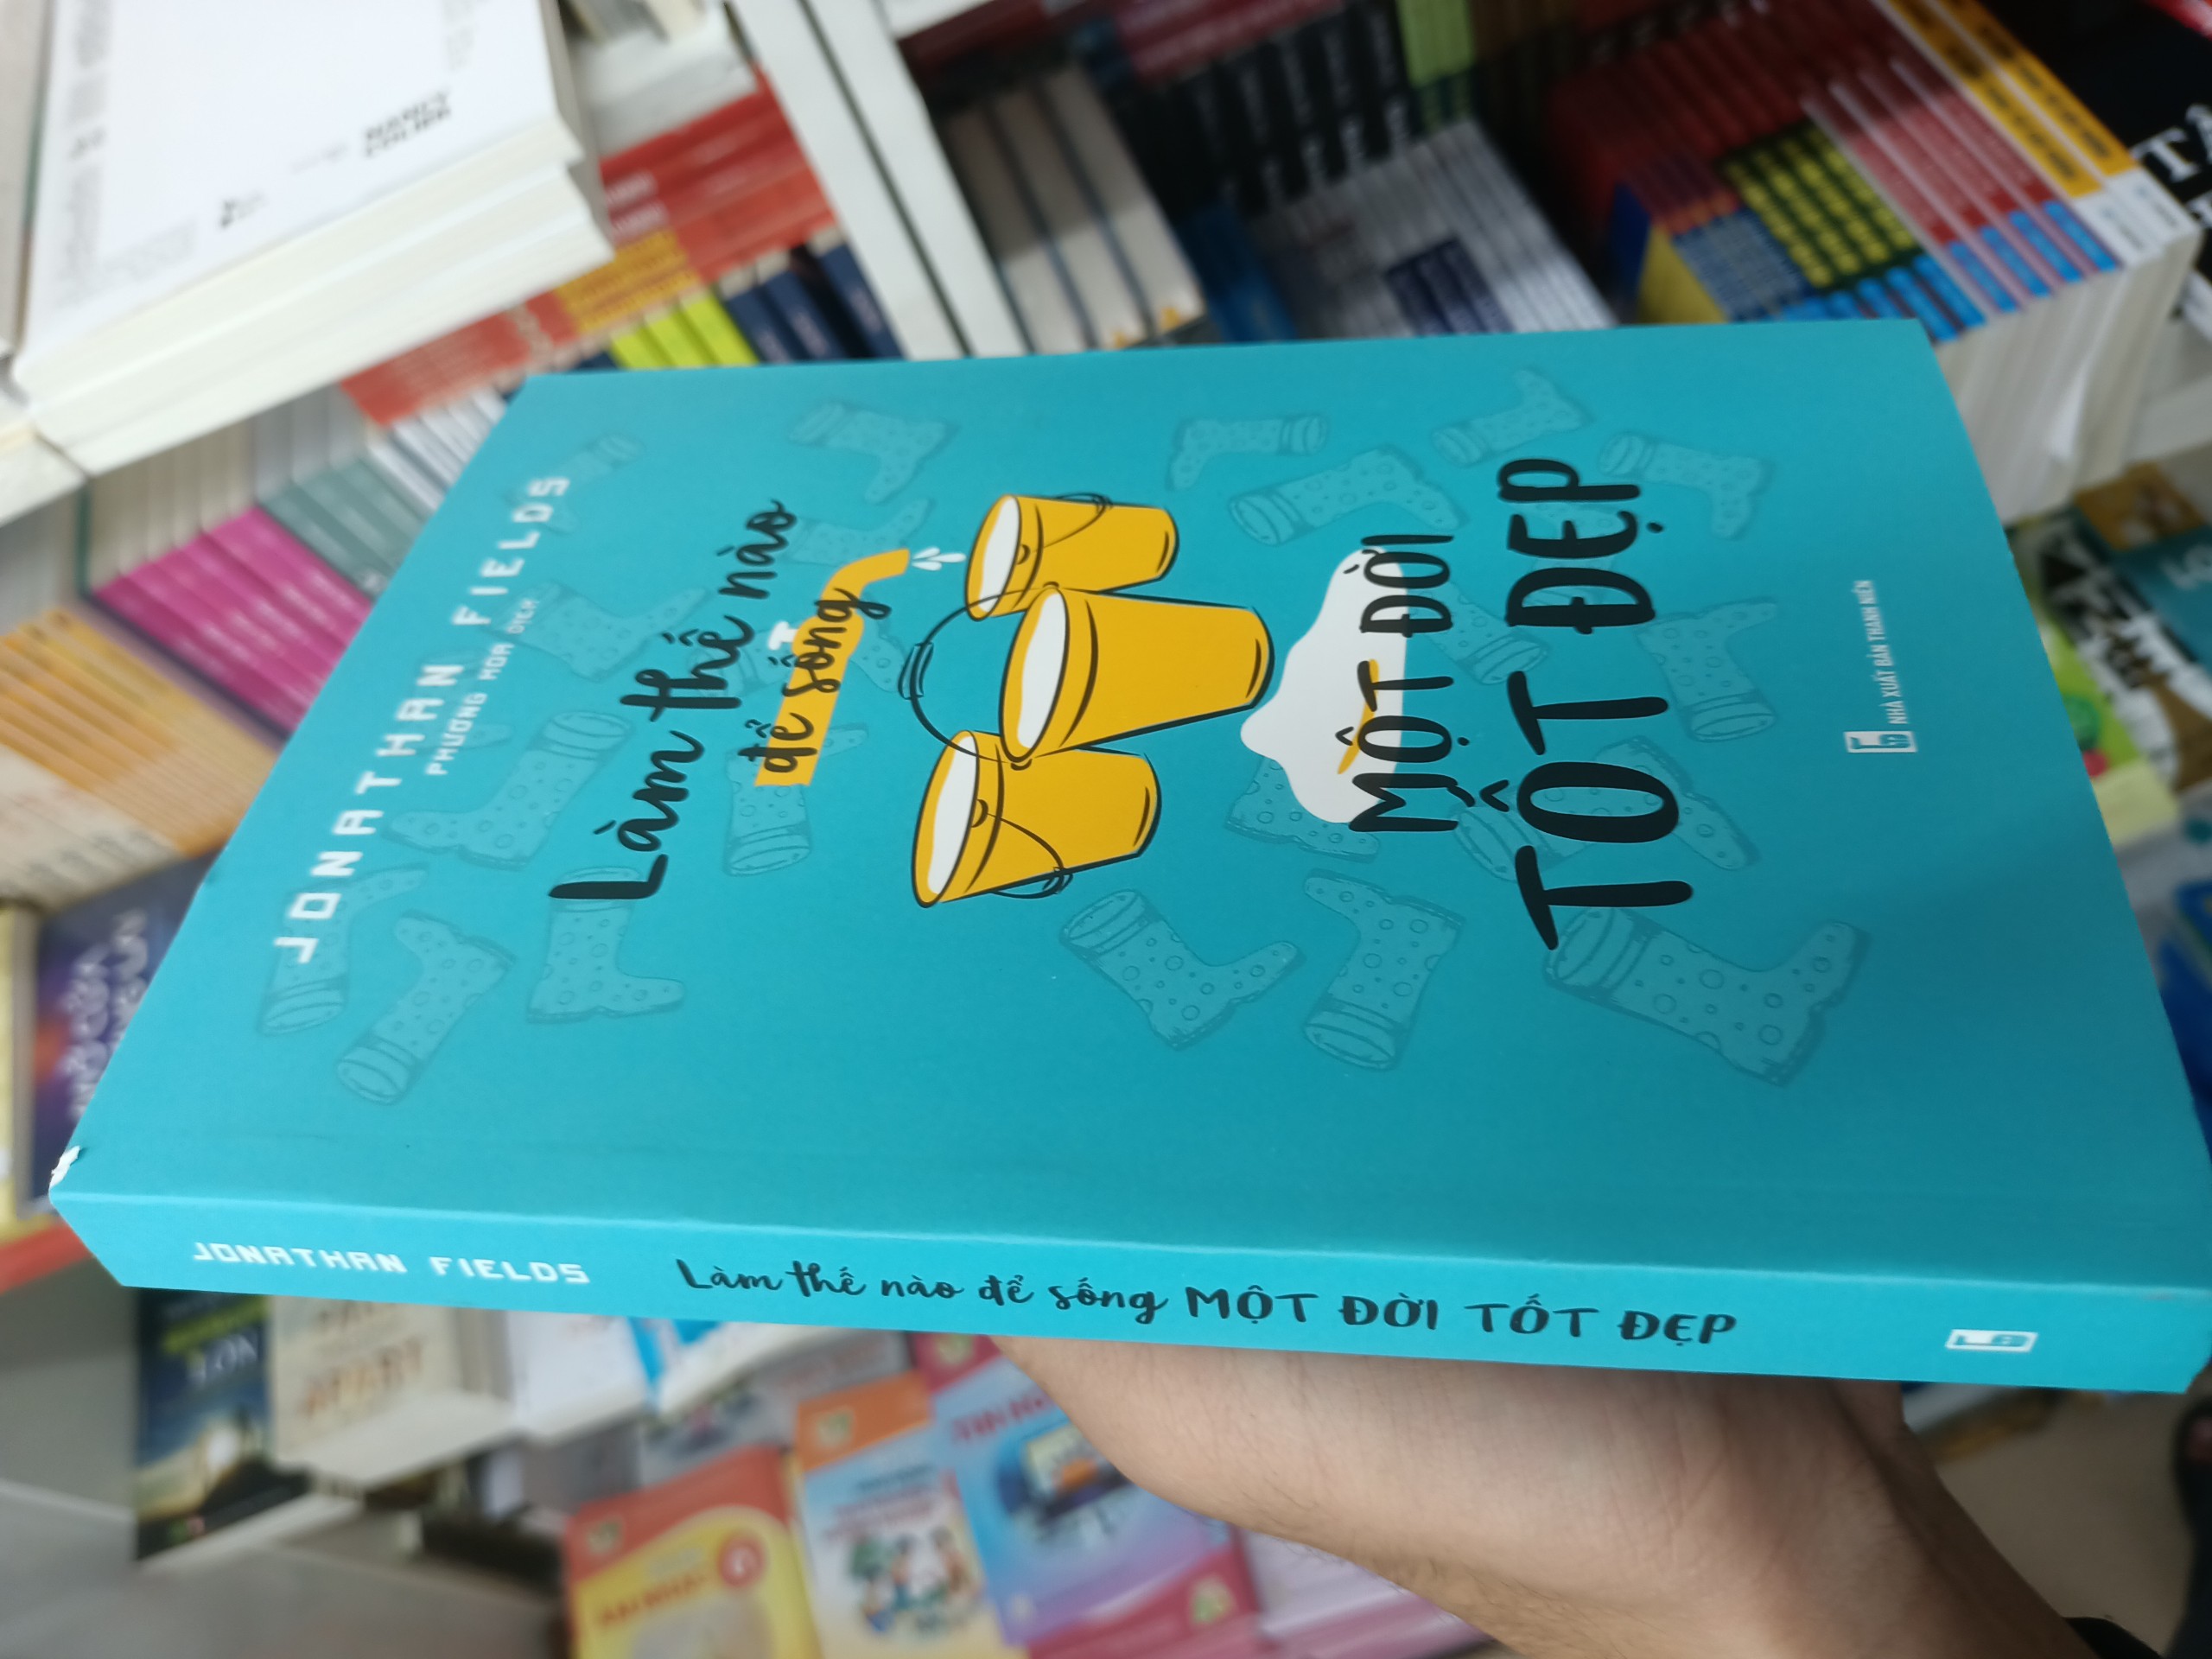 JONATHAN FIELDS
PHƯƠNG HOA DỊCH
Làm thế nào
để sống
MỘT ĐỜI
TỐT ĐẸP
NHÀ XUẤT BẢN THANH NIÊN
JONATHAN FIELDS Làm thế nào để sống MỘT ĐỜI TỐT ĐẸP